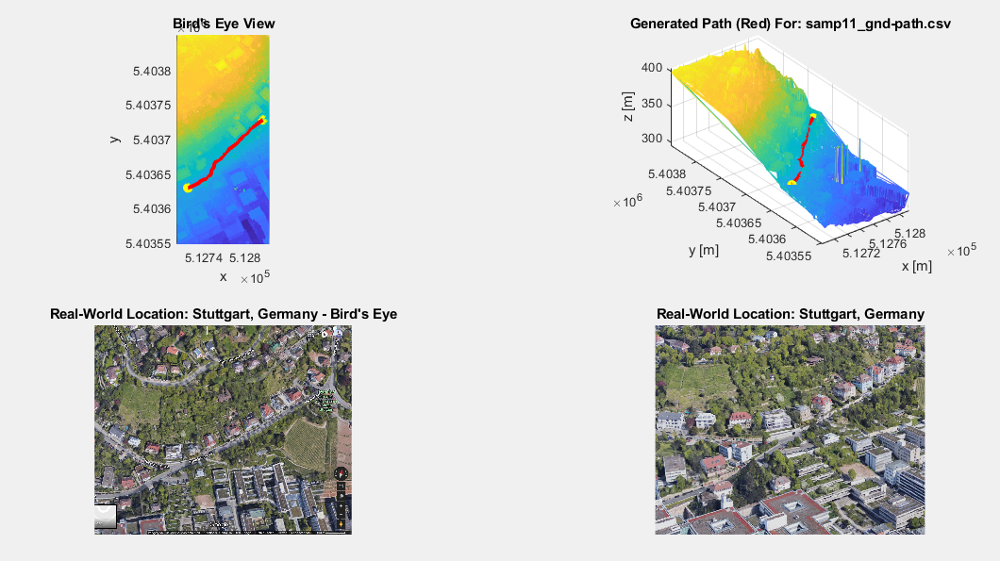 Bird's Eye View
5.4038
5.40375
5.4037
5.40365
5.4036
5.40355
y
5.1274 5.128
x ×10^5
Generated Path (Red) For: samp11_gnd-path.csv
400
350
300
z [m]
5.4038
5.40375
5.4037
5.40365
5.4036
5.40355
×10^6
y [m]
5.1272
5.1276
5.128
×10^5
x [m]
Real-World Location: Stuttgart, Germany - Bird's Eye
Real-World Location: Stuttgart, Germany